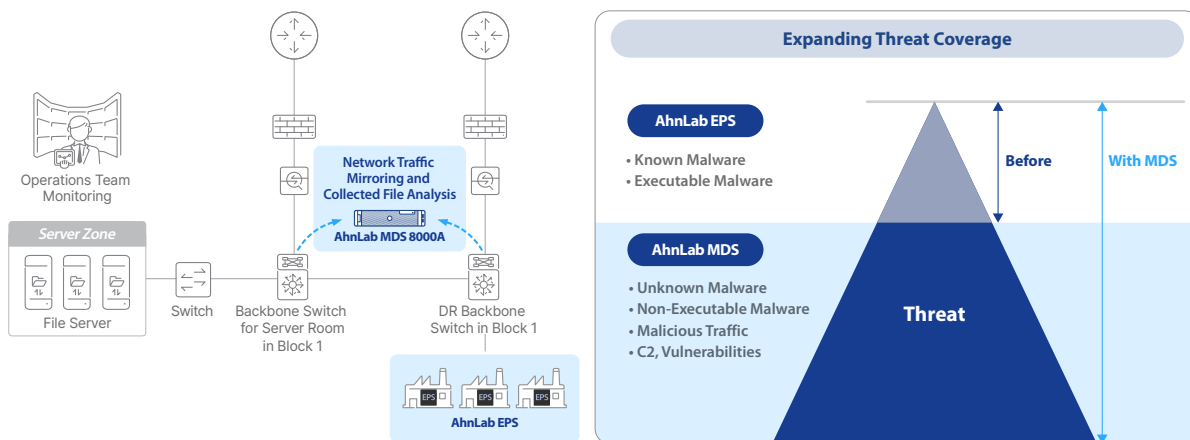 Operations Team
Monitoring
Server Zone
File Server
Switch
Network Traffic
Mirroring and
Collected File Analysis
AhnLab MDS 8000A
Backbone Switch
for Server Room
in Block 1
DR Backbone
Switch in Block 1
EPS
EPS
EPS
AhnLab EPS
Expanding Threat Coverage
AhnLab EPS
• Known Malware
• Executable Malware
Before
With MDS
AhnLab MDS
• Unknown Malware
• Non-Executable Malware
• Malicious Traffic
• C2, Vulnerabilities
Threat